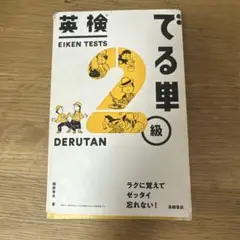 英検
EIKEN TESTS
でる単
2級
DERUTAN
ラクに覚えて
ゼッタイ
忘れない!